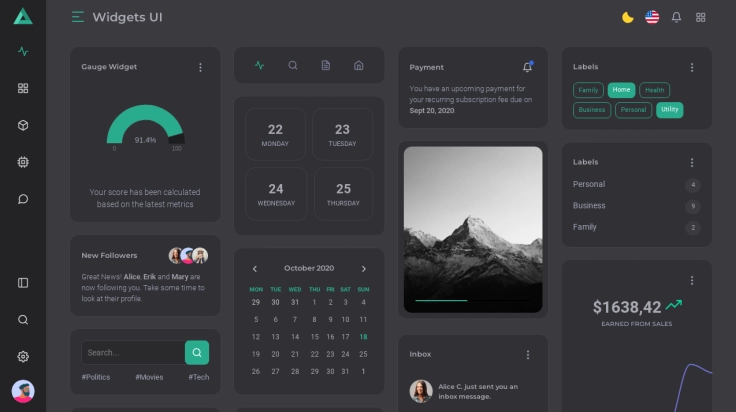 Widgets UI
Gauge Widget
91.4%
0
100
Your score has been calculated
based on the latest metrics
New Followers
Great News! Alice, Erik and Mary are
now following you. Take some time to
look at their profile.
Search...
#Politics
#Movies
#Tech
22
MONDAY
23
TUESDAY
24
WEDNESDAY
25
THURSDAY
October 2020
MON TUE WED THU FRI SAT SUN
29 30 31 1 2 3 4
5 6 7 8 9 10 11
12 13 14 15 16 17 18
19 20 21 22 23 24 25
26 27 28 29 30 31 1
Payment
You have an upcoming payment for
your recurring subscription fee due on
Sept 20, 2020.
Inbox
Alice C. just sent you an
inbox message.
Labels
Family Home Health
Business Personal Utility
Labels
Personal 4
Business 9
Family 2
$1638,42
EARNED FROM SALES